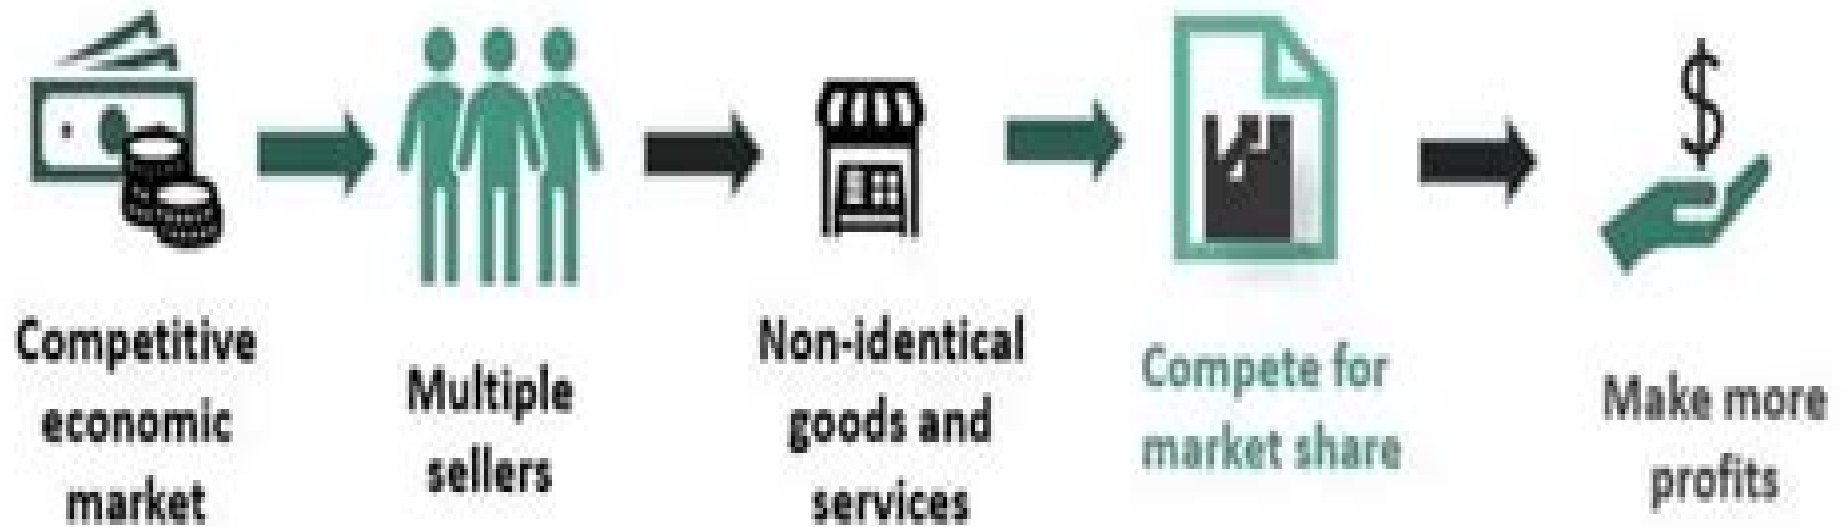 Competitive
economic
market
Multiple
sellers
Non-identical
goods and
services
Compete for
market share
$
Make more
profits